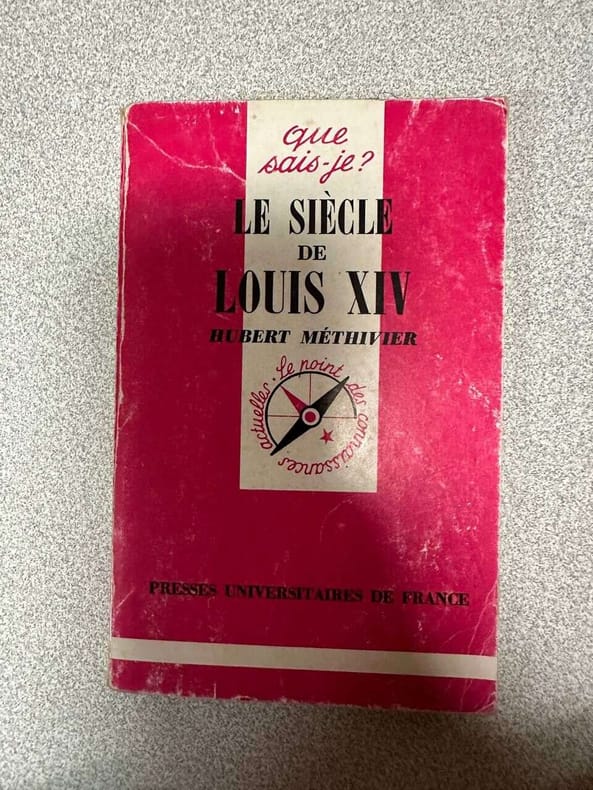 que
sais-je?
LE SIÈCLE
DE
LOUIS XIV
HUBERT MÉTHIVIER
Le point des connaissances actuelles.
PRESSES UNIVERSITAIRES DE FRANCE